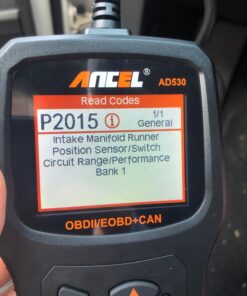 ANCEL
AD530
Read Codes
P2015 i 1/1
General
Intake Manifold Runner
Position Sensor/Switch
Circuit Range/Performance
Bank 1
OBDII/EOBD+CAN